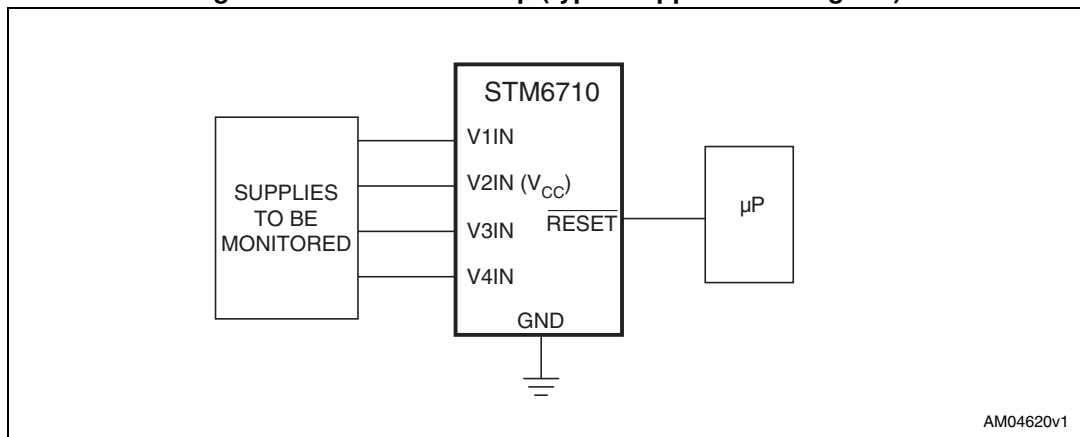 STM6710
V1IN
V2IN (VCC)
V3IN
V4IN
RESET
GND
SUPPLIES
TO BE
MONITORED
µP
AM04620v1